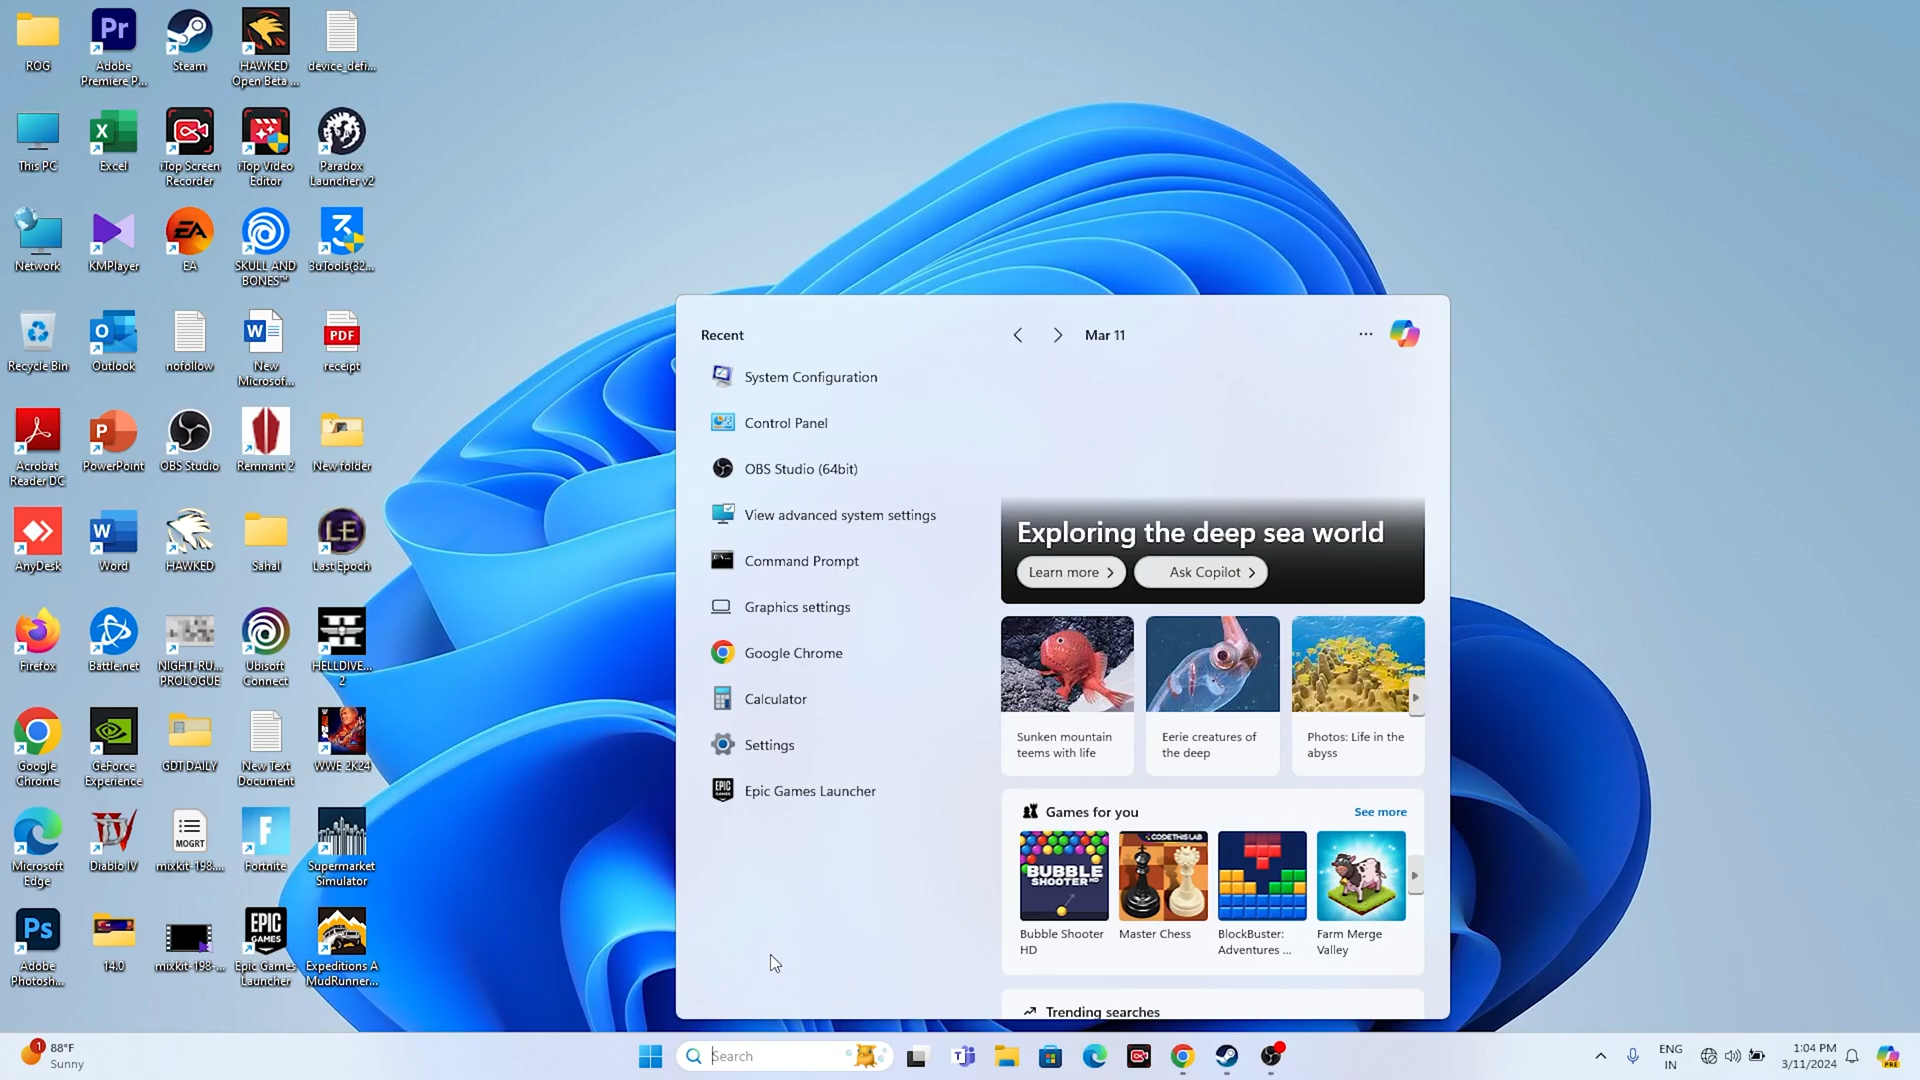 ROG
Adobe
Premiere P...
Steam
HAWKED
Open Beta ...
device_defi...
This PC
Excel
iTop Screen
Recorder
iTop Video
Editor
Paradox
Launcher v2
Network
KMPlayer
EA
SKULL AND
BONES™
3uTools(32...
Recycle Bin
Outlook
nofollow
New
Microsof...
receipt
Acrobat
Reader DC
PowerPoint
OBS Studio
Remnant 2
New folder
AnyDesk
Word
HAWKED
Sahal
Last Epoch
Firefox
Battle.net
NIGHT-RU...
PROLOGUE
Ubisoft
Connect
HELLDIVE...
2
Google
Chrome
GeForce
Experience
GDT DAILY
New Text
Document
WWE 2K24
Microsoft
Edge
Diablo IV
MOGRT
mixkit-198....
Fortnite
Supermarket
Simulator
Adobe
Photosh...
14.0
mixkit-198-...
Epic Games
Launcher
Expeditions A
MudRunner...
Recent
System Configuration
Control Panel
OBS Studio (64bit)
View advanced system settings
Command Prompt
Graphics settings
Google Chrome
Calculator
Settings
Epic Games Launcher
Mar 11
Exploring the deep sea world
Learn more
Ask Copilot
Sunken mountain
teems with life
Eerie creatures of
the deep
Photos: Life in the
abyss
Games for you
See more
CODETHISLAB
BUBBLE
SHOOTER HD
Bubble Shooter
HD
Master Chess
BlockBuster:
Adventures ...
Farm Merge
Valley
Trending searches
1
88°F
Sunny
Search
ENG
IN
1:04 PM
3/11/2024
PRE